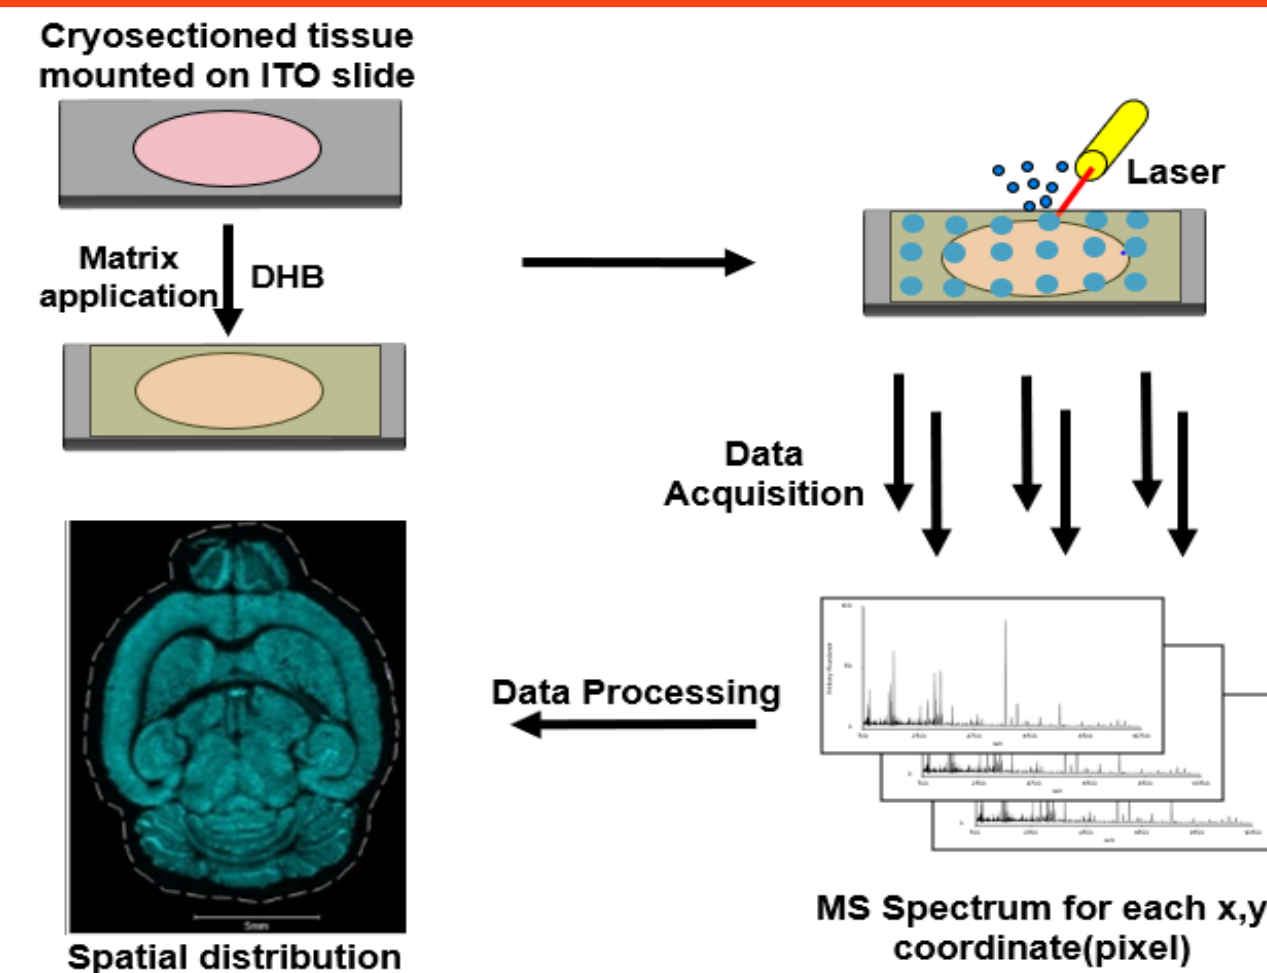 Cryosectioned tissue
mounted on ITO slide
Matrix
application
DHB
Laser
Data
Acquisition
Data Processing
5mm
MS Spectrum for each x,y
coordinate(pixel)
Spatial distribution